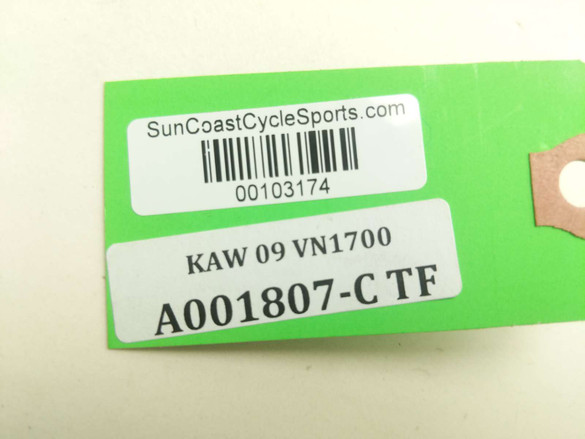 SunCoastCycleSports.com
00103174
KAW 09 VN1700
A001807-C TF